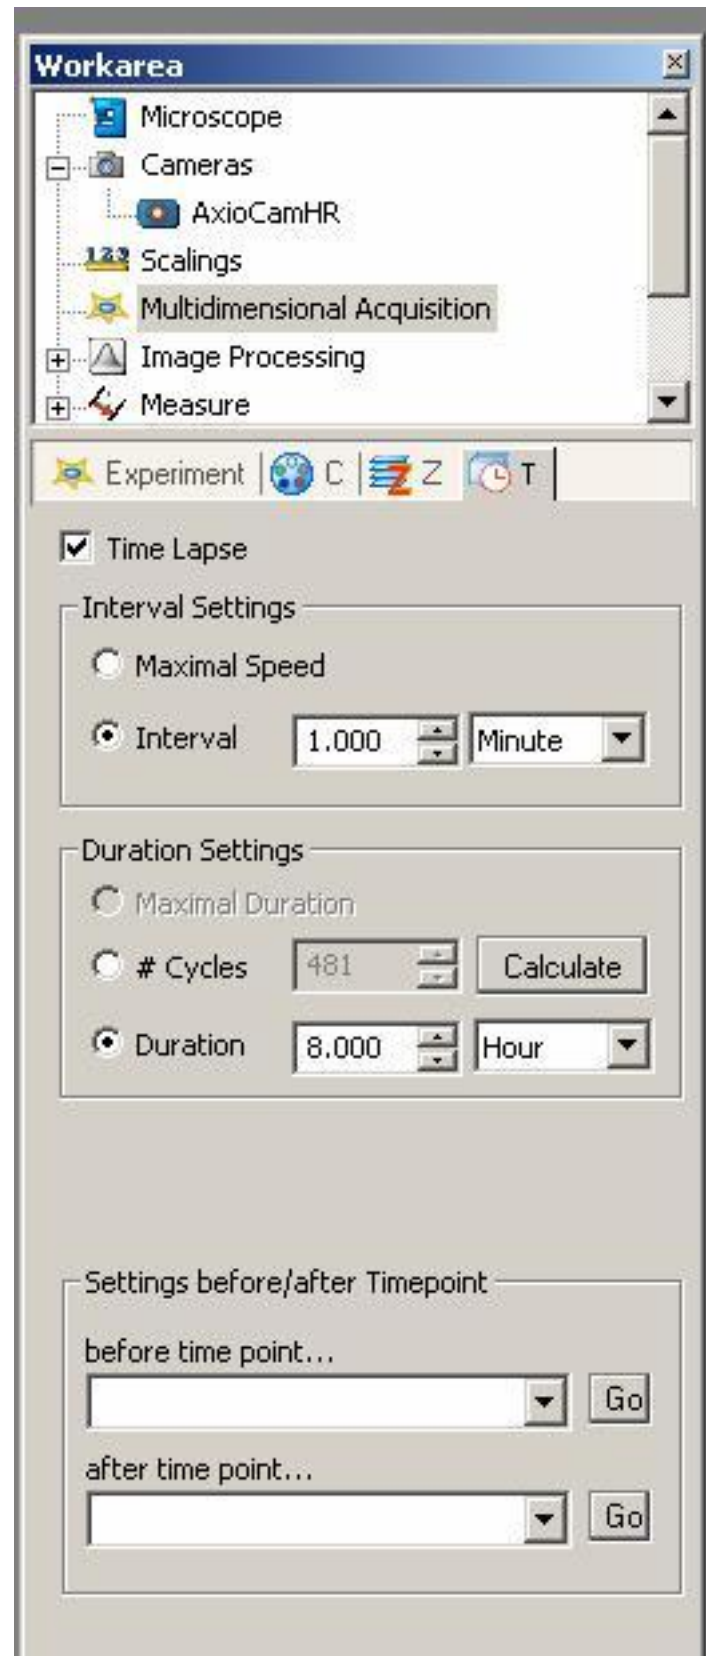 Workarea
Microscope
Cameras
AxioCamHR
123 Scalings
Multidimensional Acquisition
Image Processing
Measure
Experiment C Z T
Time Lapse
Interval Settings
Maximal Speed
Interval 1.000 Minute
Duration Settings
Maximal Duration
# Cycles 481 Calculate
Duration 8.000 Hour
Settings before/after Timepoint
before time point...
Go
after time point...
Go